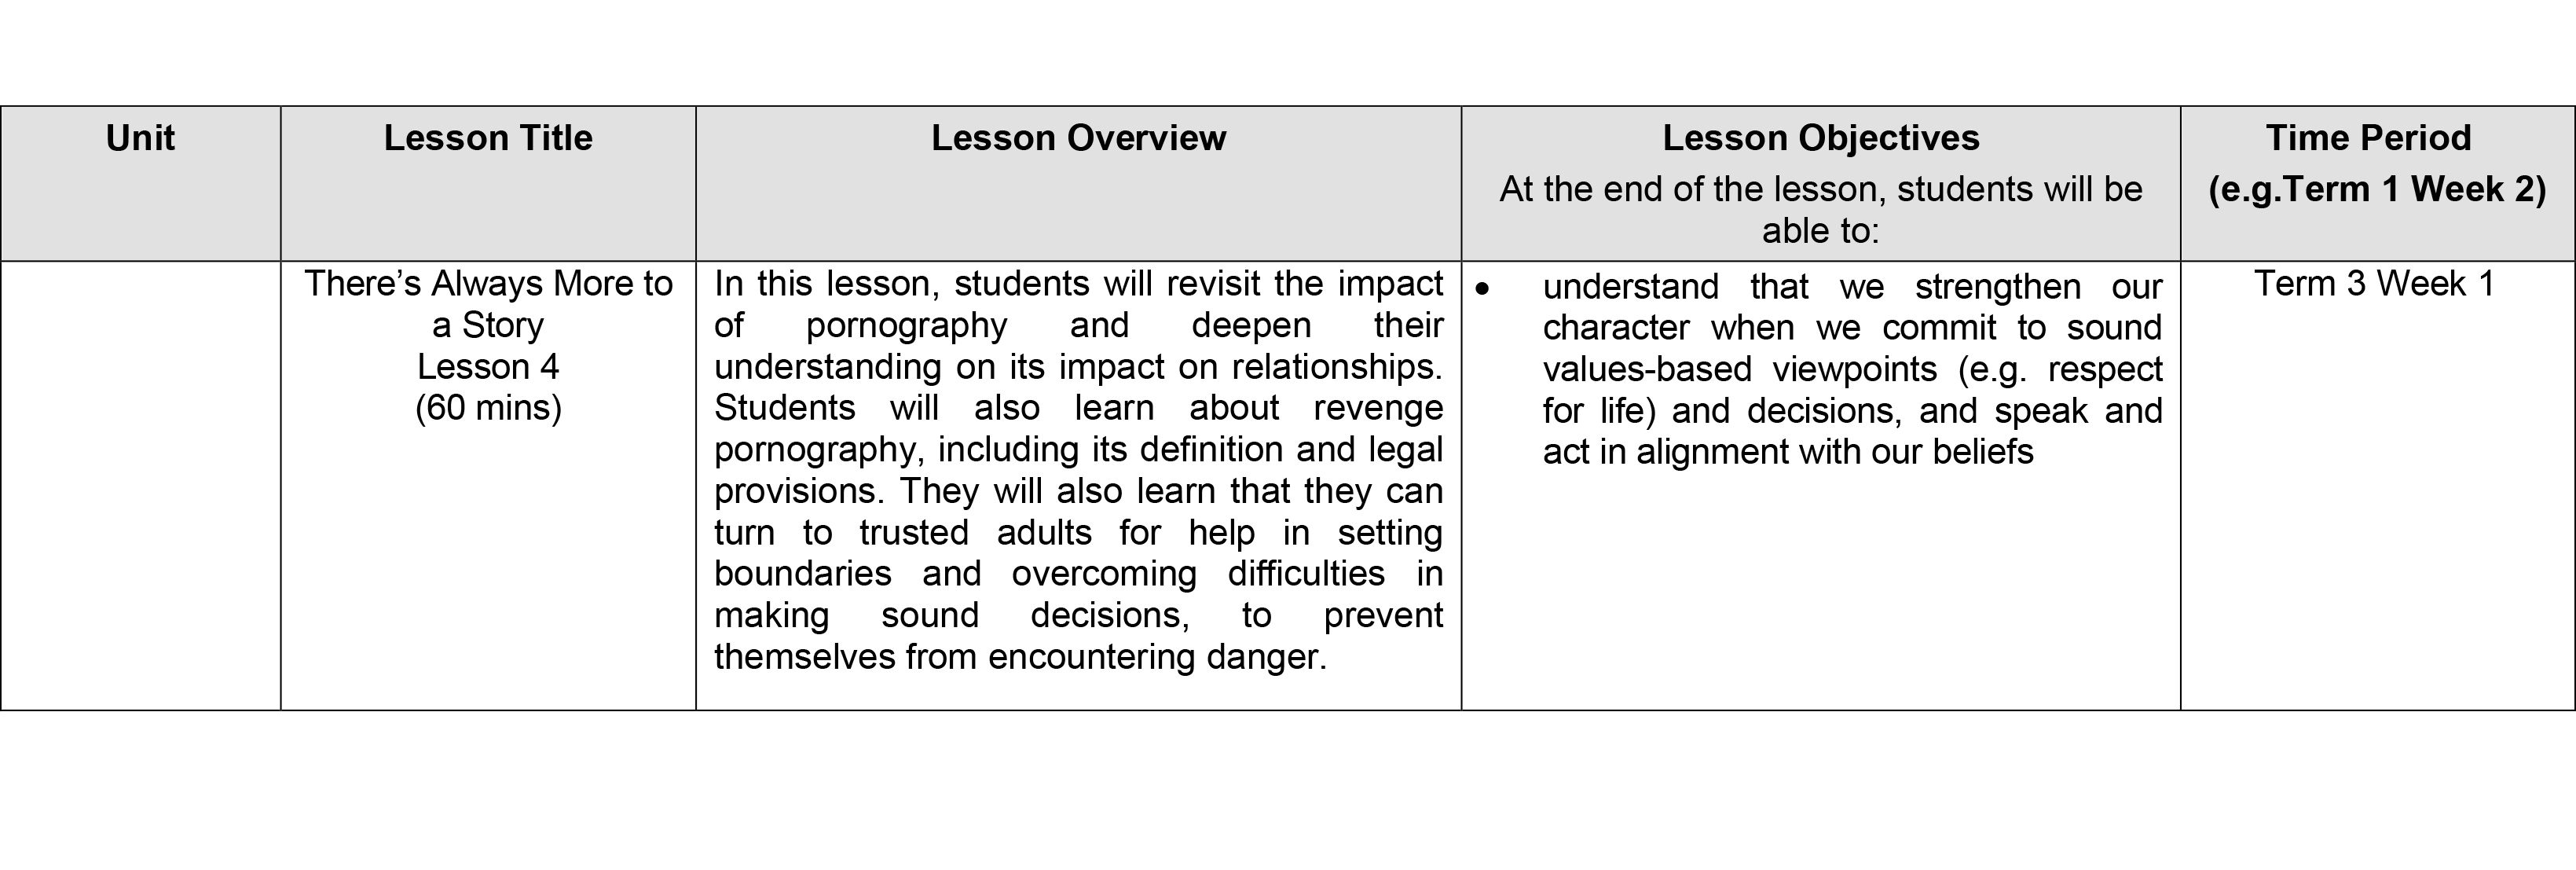 Unit
Lesson Title
Lesson Overview
Lesson Objectives
At the end of the lesson, students will be
able to:
Time Period
(e.g.Term 1 Week 2)
There’s Always More to
a Story
Lesson 4
(60 mins)
In this lesson, students will revisit the impact
of pornography and deepen their
understanding on its impact on relationships.
Students will also learn about revenge
pornography, including its definition and legal
provisions. They will also learn that they can
turn to trusted adults for help in setting
boundaries and overcoming difficulties in
making sound decisions, to prevent
themselves from encountering danger.
• understand that we strengthen our
character when we commit to sound
values-based viewpoints (e.g. respect
for life) and decisions, and speak and
act in alignment with our beliefs
Term 3 Week 1